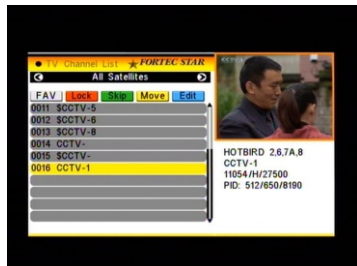 TV Channel List FORTEC STAR
All Satellites
FAV Lock Skip Move Edit
0011 $CCTV-5
0012 $CCTV-6
0013 $CCTV-8
0014 CCTV-
0015 $CCTV-
0016 CCTV-1
HOTBIRD 2,6,7A,8
CCTV-1
11054/H/27500
PID: 512/650/8190